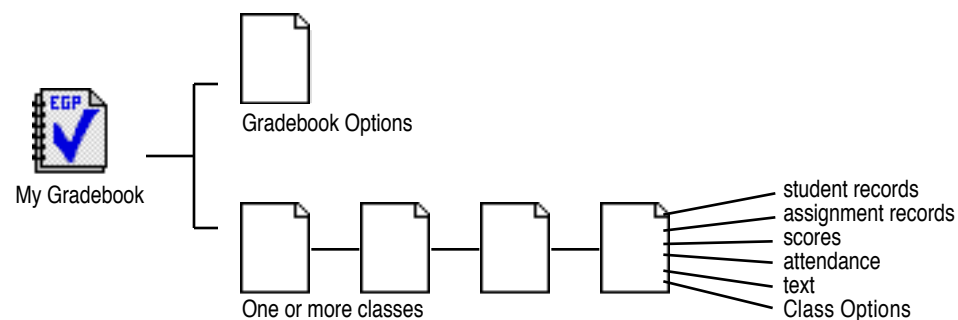 EGP
Gradebook Options
My Gradebook
student records
assignment records
scores
attendance
text
One or more classes
Class Options